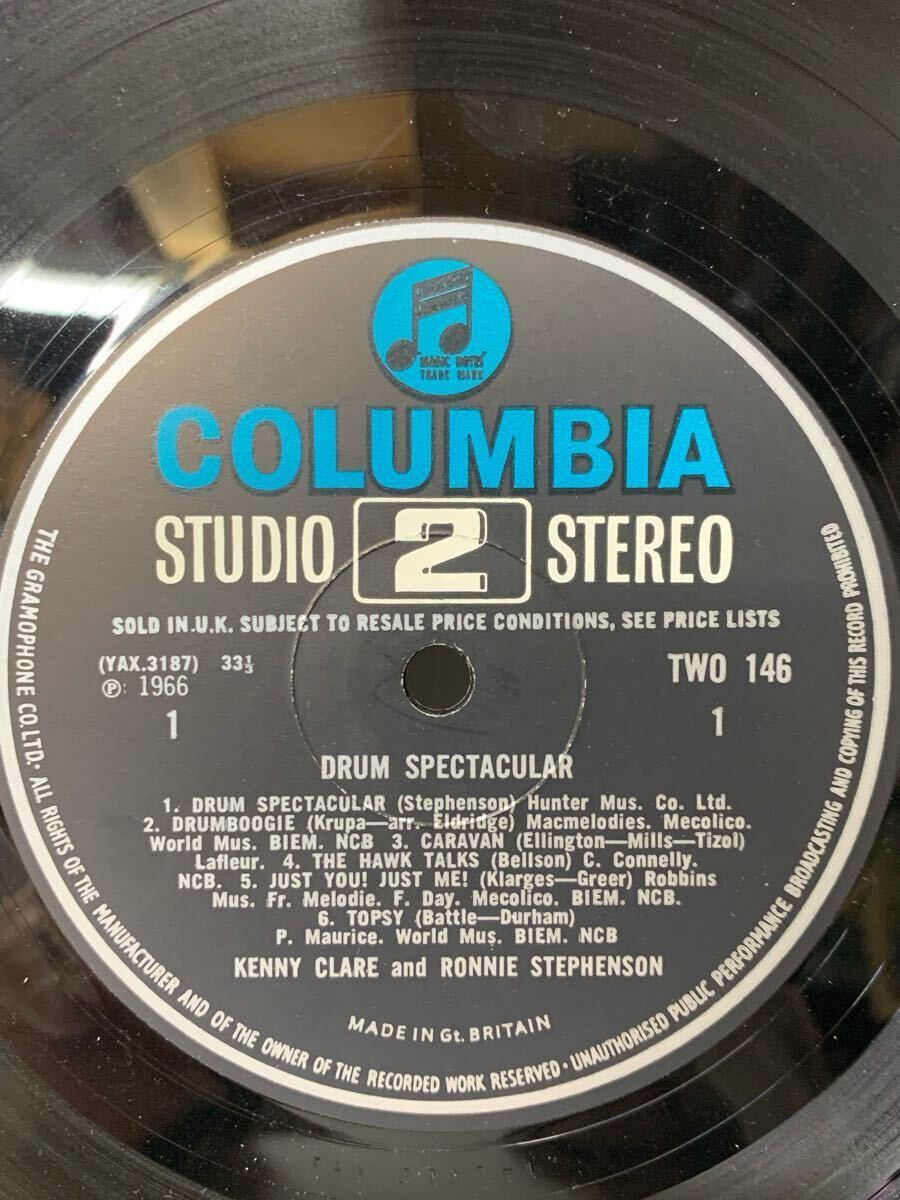 'MAGIC NOTES'
TRADE MARK
COLUMBIA
STUDIO 2 STEREO
SOLD IN U.K. SUBJECT TO RESALE PRICE CONDITIONS, SEE PRICE LISTS
(YAX.3187) 33⅓ TWO 146
℗: 1966
1 1
DRUM SPECTACULAR
1. DRUM SPECTACULAR (Stephenson) Hunter Mus. Co. Ltd.
2. DRUMBOOGIE (Krupa—arr. Eldridge) Macmelodies. Mecolico.
World Mus. BIEM. NCB 3. CARAVAN (Ellington—Mills—Tizol)
Lafleur. 4. THE HAWK TALKS (Bellson) C. Connelly.
NCB. 5. JUST YOU! JUST ME! (Klarges—Greer) Robbins
Mus. Fr. Melodie. F. Day. Mecolico. BIEM. NCB.
6. TOPSY (Battle—Durham)
P. Maurice. World Mus. BIEM. NCB
KENNY CLARE and RONNIE STEPHENSON
MADE IN Gt. BRITAIN
THE GRAMOPHONE CO. LTD. · ALL RIGHTS OF THE MANUFACTURER AND OF THE OWNER OF THE RECORDED WORK RESERVED · UNAUTHORISED PUBLIC PERFORMANCE BROADCASTING AND COPYING OF THIS RECORD PROHIBITED